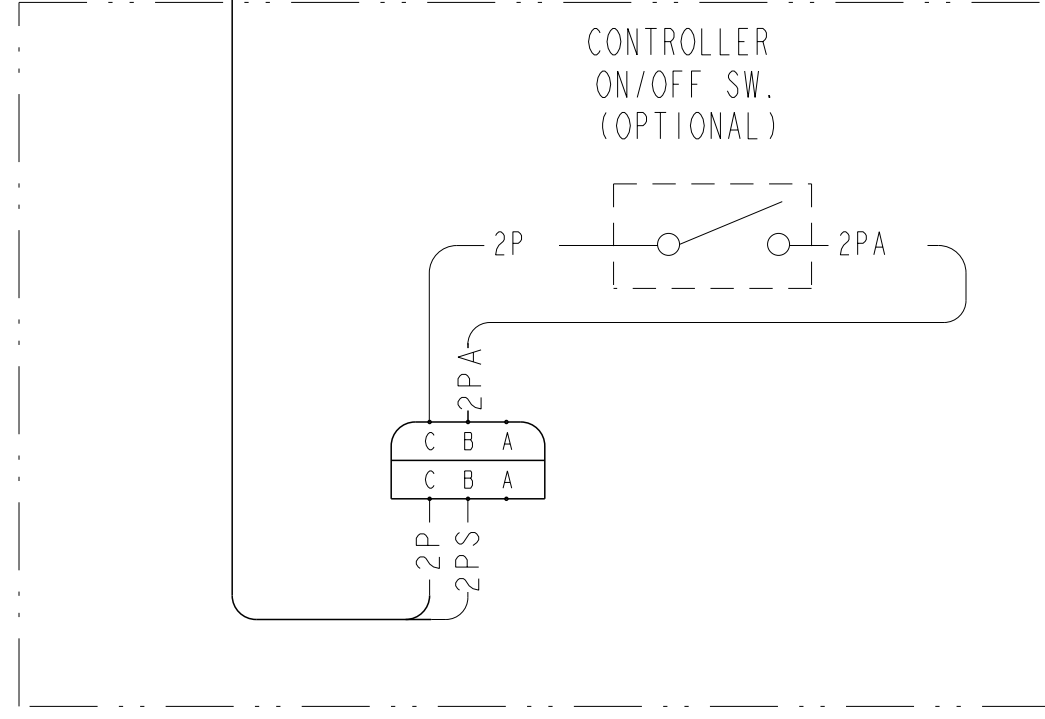 CONTROLLER
ON/OFF SW.
(OPTIONAL)
2P
2PA
2PA
C B A
C B A
2P
2PS